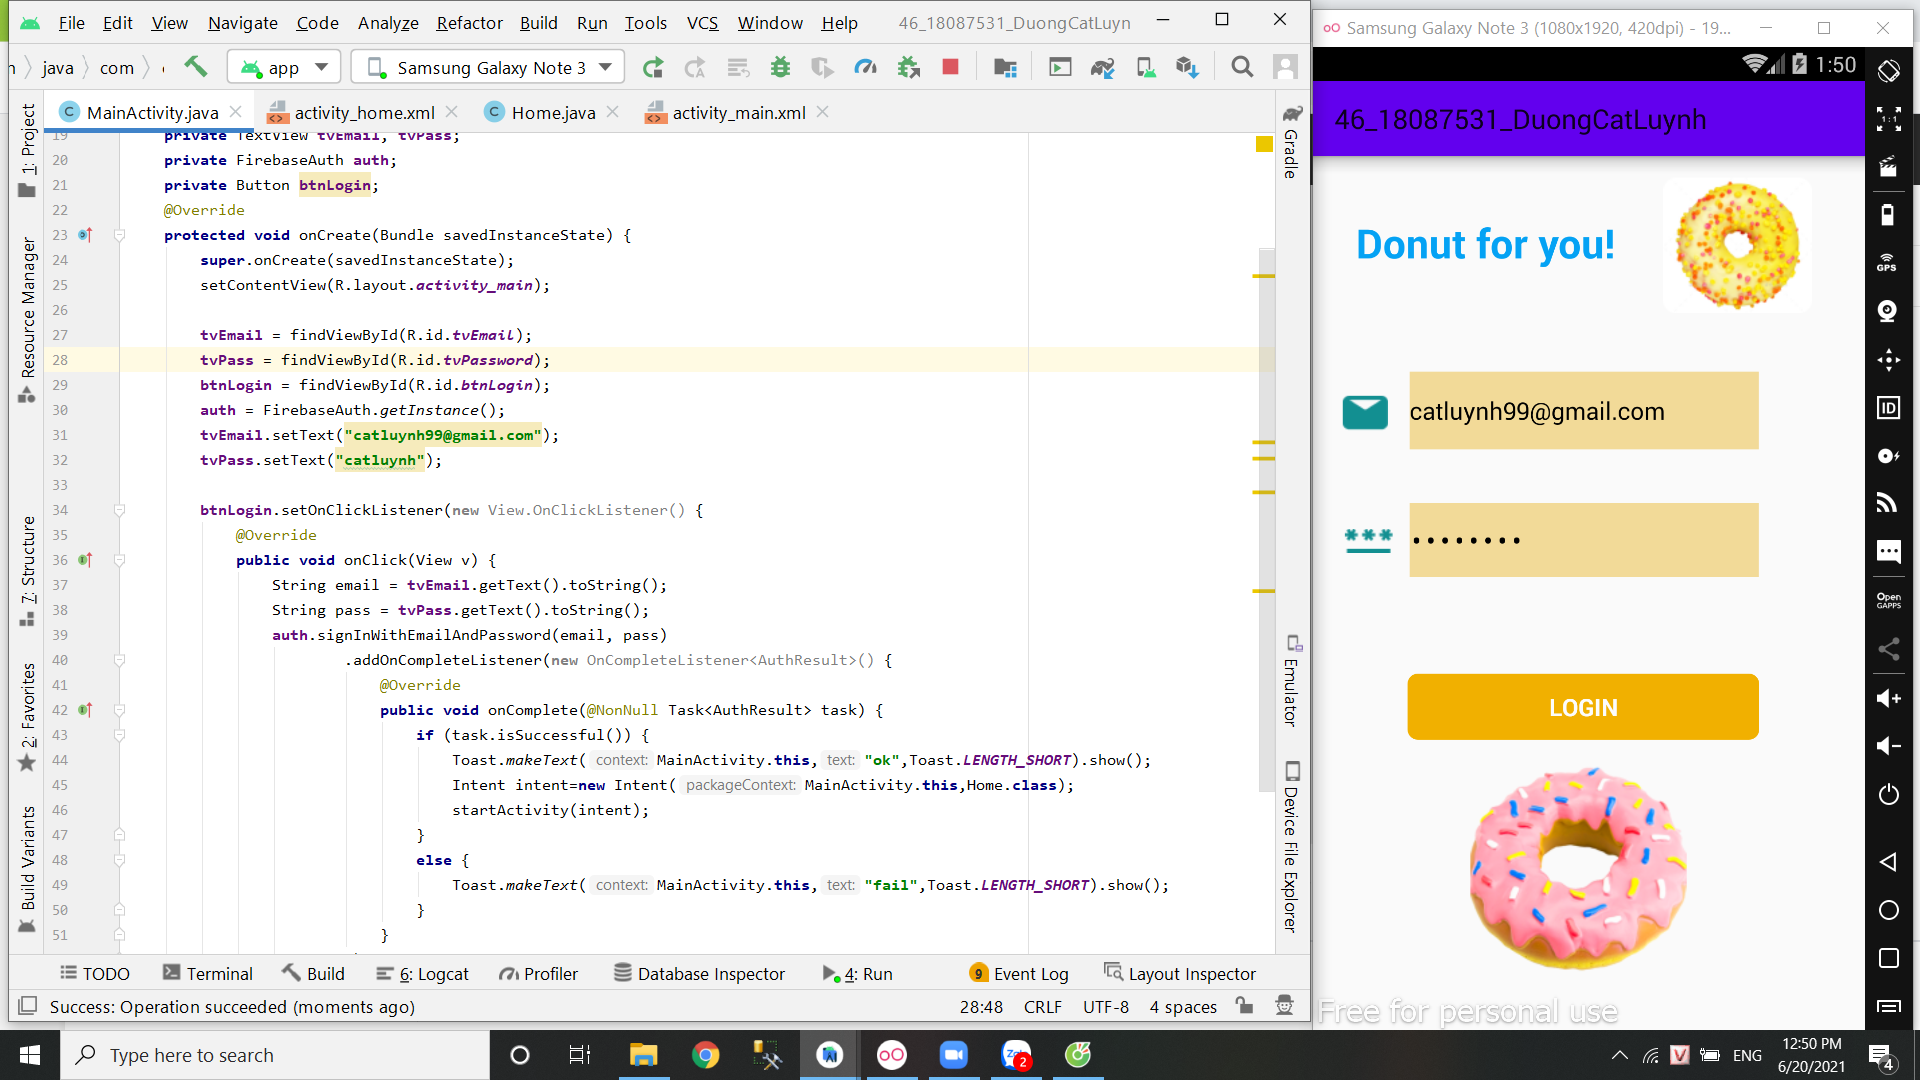 File Edit View Navigate Code Analyze Refactor Build Run Tools VCS Window Help 46_18087531_DuongCatLuyn
java com app Samsung Galaxy Note 3
MainActivity.java activity_home.xml Home.java activity_main.xml
1: Project
Resource Manager
7: Structure
2: Favorites
Build Variants
19 private TextView tvEmail, tvPass;
20 private FirebaseAuth auth;
21 private Button btnLogin;
22 @Override
23 protected void onCreate(Bundle savedInstanceState) {
24 super.onCreate(savedInstanceState);
25 setContentView(R.layout.activity_main);
26
27 tvEmail = findViewById(R.id.tvEmail);
28 tvPass = findViewById(R.id.tvPassword);
29 btnLogin = findViewById(R.id.btnLogin);
30 auth = FirebaseAuth.getInstance();
31 tvEmail.setText("catluynh99@gmail.com");
32 tvPass.setText("catluynh");
33
34 btnLogin.setOnClickListener(new View.OnClickListener() {
35 @Override
36 public void onClick(View v) {
37 String email = tvEmail.getText().toString();
38 String pass = tvPass.getText().toString();
39 auth.signInWithEmailAndPassword(email, pass)
40 .addOnCompleteListener(new OnCompleteListener<AuthResult>() {
41 @Override
42 public void onComplete(@NonNull Task<AuthResult> task) {
43 if (task.isSuccessful()) {
44 Toast.makeText( context: MainActivity.this, text: "ok",Toast.LENGTH_SHORT).show();
45 Intent intent=new Intent( packageContext: MainActivity.this,Home.class);
46 startActivity(intent);
47 }
48 else {
49 Toast.makeText( context: MainActivity.this, text: "fail",Toast.LENGTH_SHORT).show();
50 }
51 }
Gradle
Emulator
Device File Explorer
TODO Terminal Build 6: Logcat Profiler Database Inspector 4: Run 9 Event Log Layout Inspector
Success: Operation succeeded (moments ago) 28:48 CRLF UTF-8 4 spaces
Samsung Galaxy Note 3 (1080x1920, 420dpi) - 19...
1:50
46_18087531_DuongCatLuynh
Donut for you!
catluynh99@gmail.com
***
••••••••
LOGIN
Free for personal use
1:1
GPS
ID
Open
GAPPS
Type here to search
2
ENG
12:50 PM
6/20/2021
4